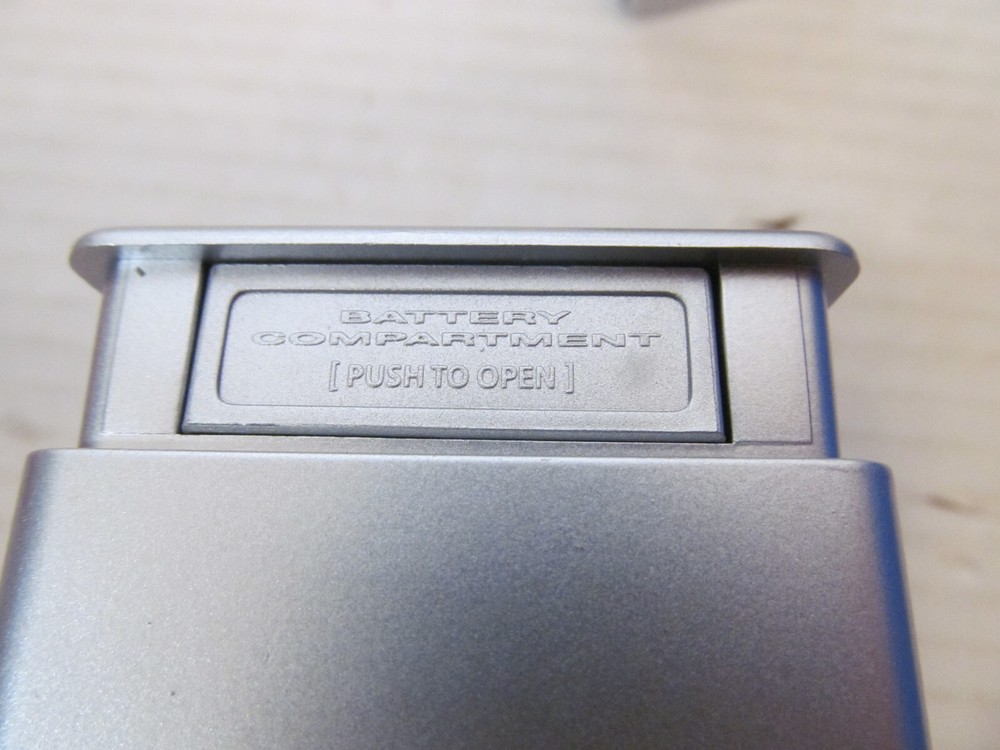 BATTERY
COMPARTMENT
[ PUSH TO OPEN ]